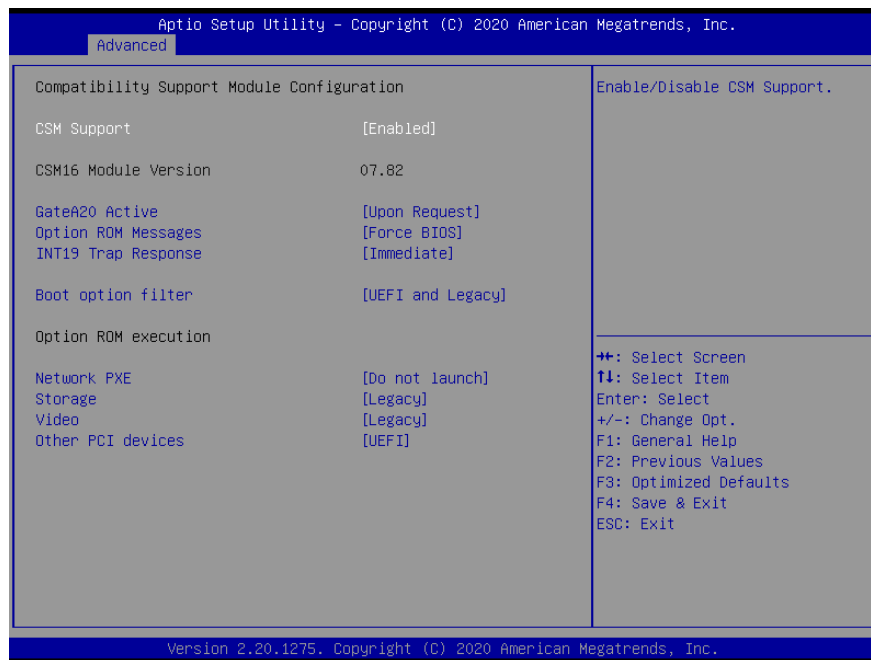 Aptio Setup Utility – Copyright (C) 2020 American Megatrends, Inc.
Advanced
Compatibility Support Module Configuration
CSM Support [Enabled]
CSM16 Module Version 07.82
GateA20 Active [Upon Request]
Option ROM Messages [Force BIOS]
INT19 Trap Response [Immediate]
Boot option filter [UEFI and Legacy]
Option ROM execution
Network PXE [Do not launch]
Storage [Legacy]
Video [Legacy]
Other PCI devices [UEFI]
Enable/Disable CSM Support.
→←: Select Screen
↑↓: Select Item
Enter: Select
+/-: Change Opt.
F1: General Help
F2: Previous Values
F3: Optimized Defaults
F4: Save & Exit
ESC: Exit
Version 2.20.1275. Copyright (C) 2020 American Megatrends, Inc.